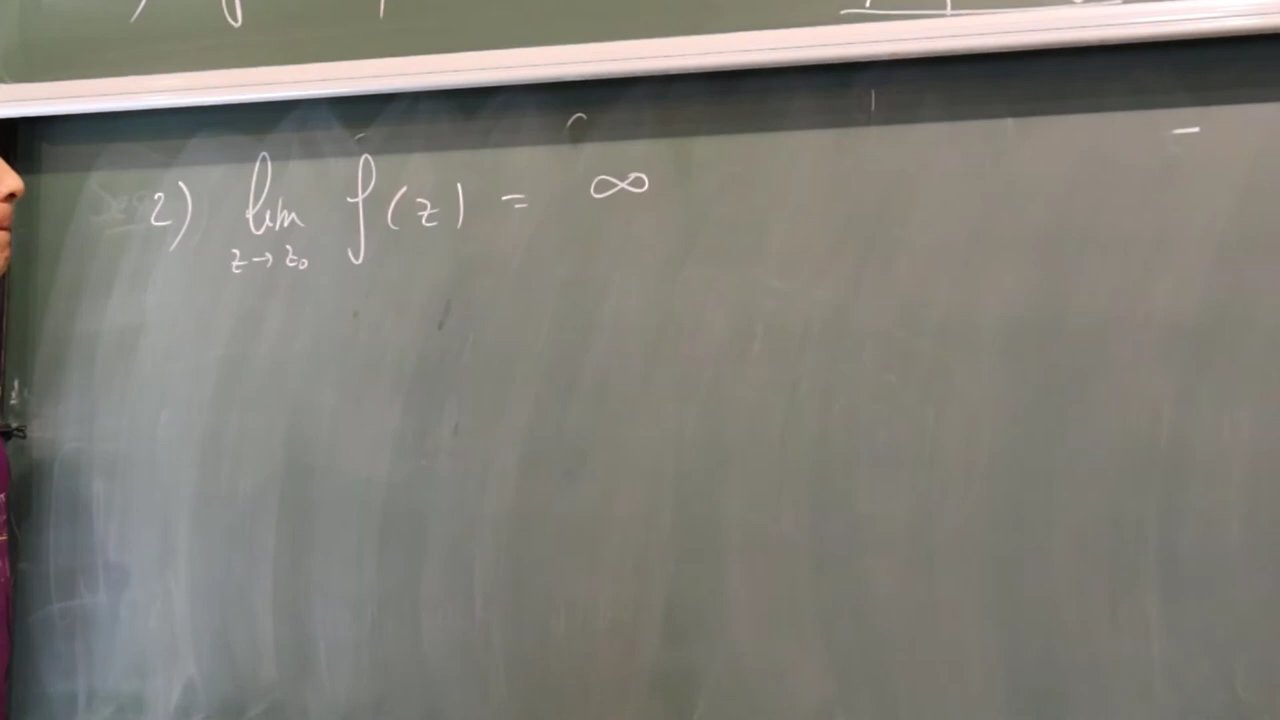 2) lim f(z) = ∞
z→z₀